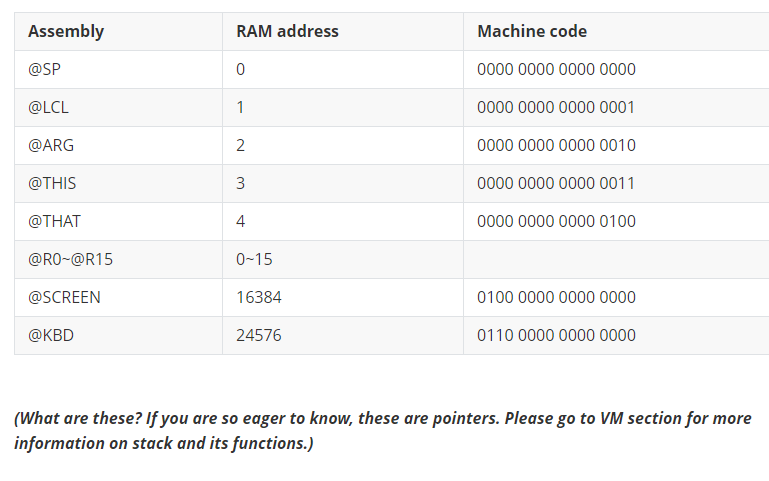 Assembly RAM address Machine code
@SP 0 0000 0000 0000 0000
@LCL 1 0000 0000 0000 0001
@ARG 2 0000 0000 0000 0010
@THIS 3 0000 0000 0000 0011
@THAT 4 0000 0000 0000 0100
@R0~@R15 0~15
@SCREEN 16384 0100 0000 0000 0000
@KBD 24576 0110 0000 0000 0000
(What are these? If you are so eager to know, these are pointers. Please go to VM section for more
information on stack and its functions.)